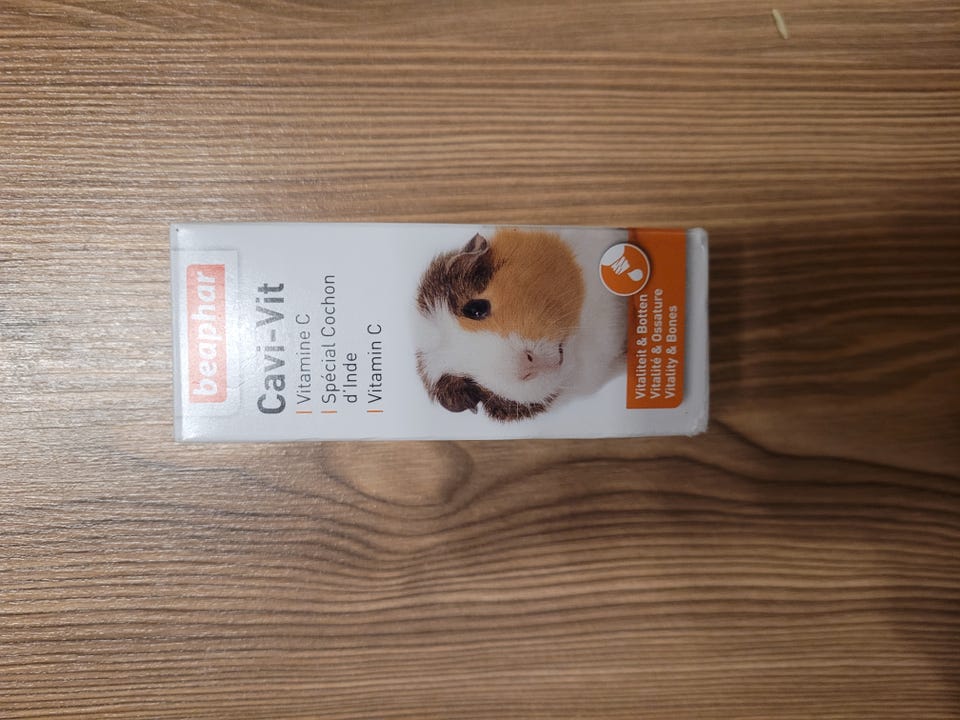 beaphar
Cavi-Vit
| Vitamine C
| Spécial Cochon
d'Inde
| Vitamin C
Vitaliteit & Botten
Vitalité & Ossature
Vitality & Bones